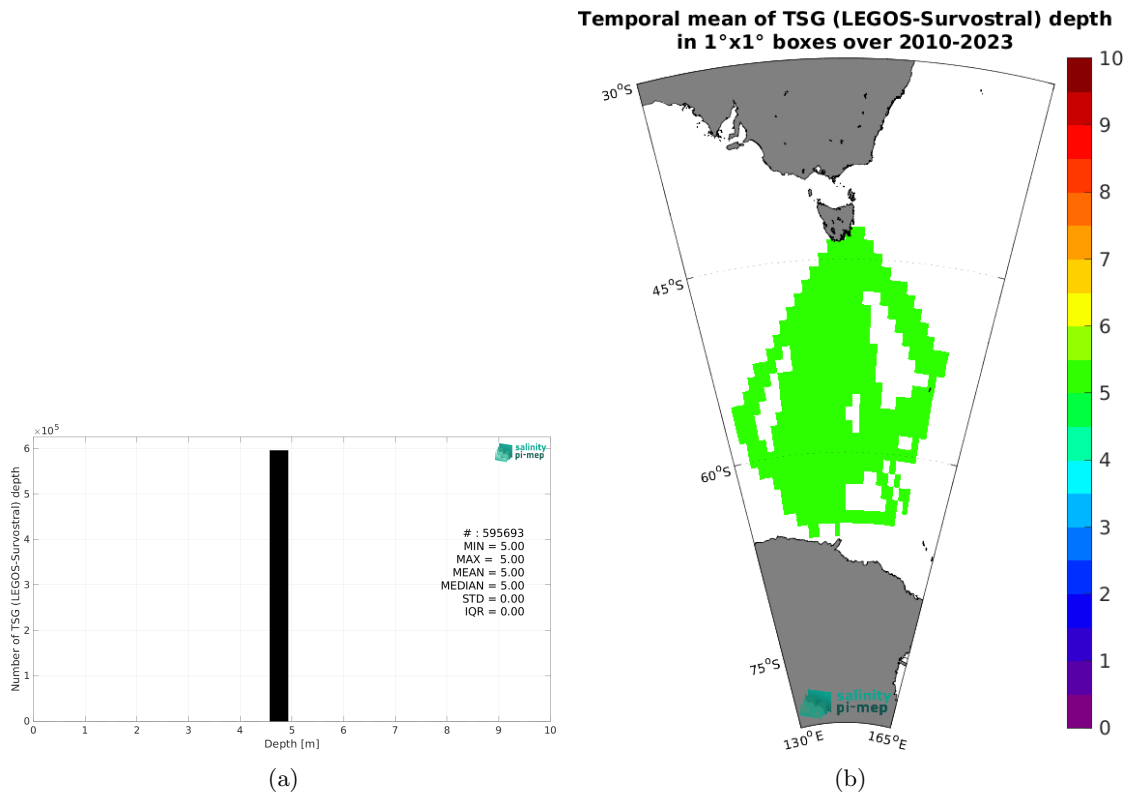 ×10⁵
6
5
4
3
2
1
0
Number of TSG (LEGOS-Survostral) depth
salinity
pi-mep
# : 595693
MIN = 5.00
MAX = 5.00
MEAN = 5.00
MEDIAN = 5.00
STD = 0.00
IQR = 0.00
0 1 2 3 4 5 6 7 8 9 10
Depth [m]
(a)
Temporal mean of TSG (LEGOS-Survostral) depth
in 1°x1° boxes over 2010-2023
30°S
45°S
60°S
75°S
130°E 165°E
salinity
pi-mep
10
9
8
7
6
5
4
3
2
1
0
(b)